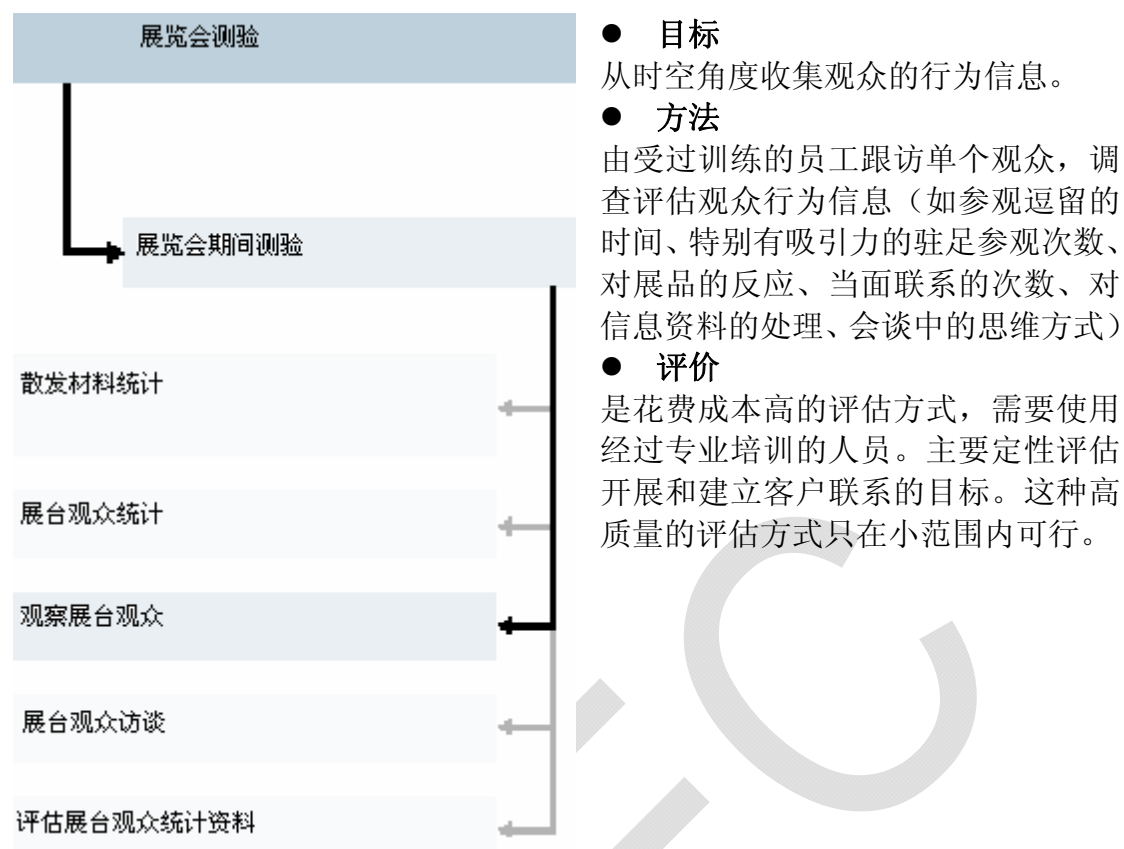 展览会测验
展览会期间测验
散发材料统计
展台观众统计
观察展台观众
展台观众访谈
评估展台观众统计资料
● 目标
从时空角度收集观众的行为信息。
● 方法
由受过训练的员工跟访单个观众，调
查评估观众行为信息（如参观逗留的
时间、特别有吸引力的驻足参观次数、
对展品的反应、当面联系的次数、对
信息资料的处理、会谈中的思维方式）
● 评价
是花费成本高的评估方式，需要使用
经过专业培训的人员。主要定性评估
开展和建立客户联系的目标。这种高
质量的评估方式只在小范围内可行。